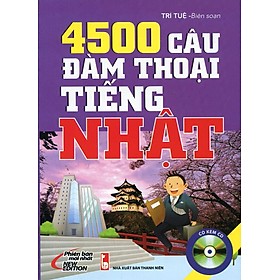 TRÍ TUỆ -Biên soạn
4500 CÂU
ĐÀM THOẠI
TIẾNG
NHẬT
CÓ KÈM CD
Phiên bản
mới nhất
NEW
EDITION
NHÀ XUẤT BẢN THANH NIÊN